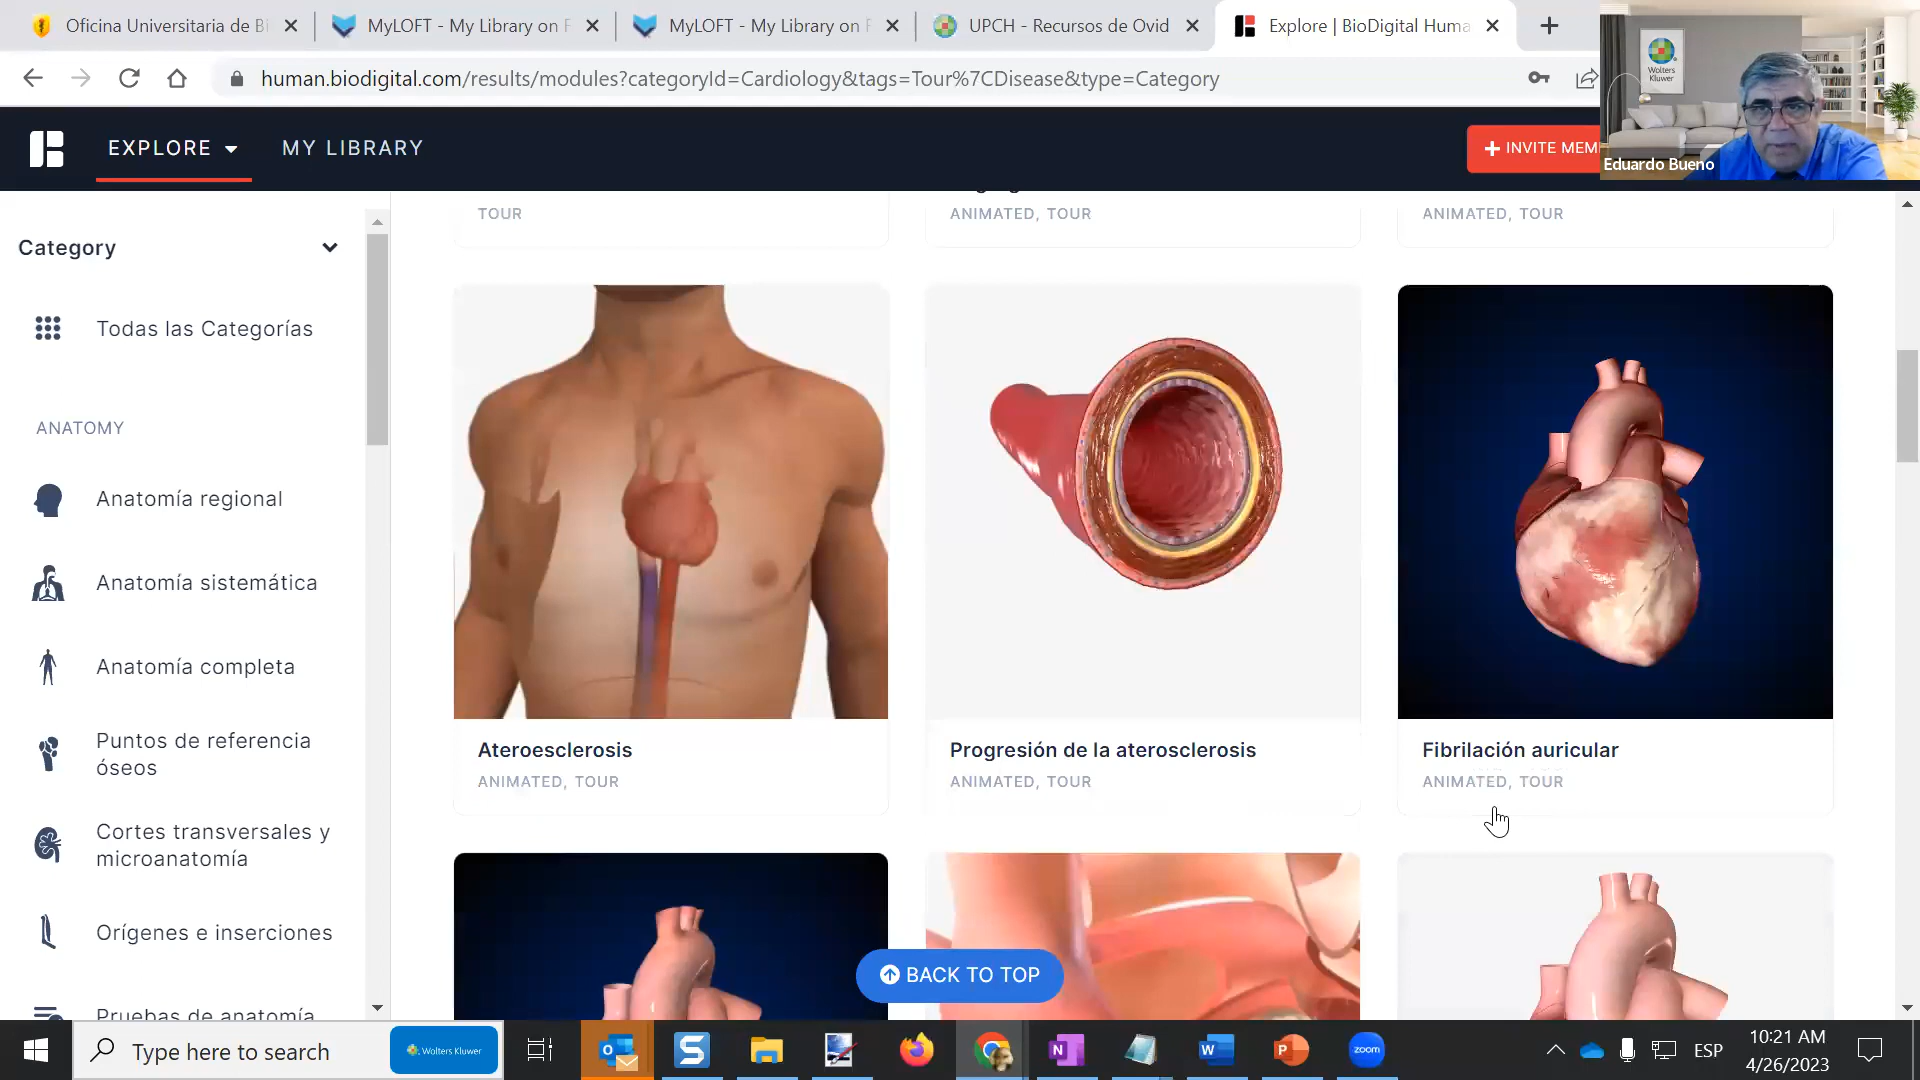 Oficina Universitaria de Bi
MyLOFT - My Library on F
MyLOFT - My Library on F
UPCH - Recursos de Ovid
Explore | BioDigital Huma
human.biodigital.com/results/modules?categoryId=Cardiology&tags=Tour%7CDisease&type=Category
Wolters Kluwer
Eduardo Bueno
EXPLORE
MY LIBRARY
+ INVITE MEM
Category
Todas las Categorías
ANATOMY
Anatomía regional
Anatomía sistemática
Anatomía completa
Puntos de referencia
óseos
Cortes transversales y
microanatomía
Orígenes e inserciones
Pruebas de anatomía
TOUR
ANIMATED, TOUR
ANIMATED, TOUR
Ateroesclerosis
ANIMATED, TOUR
Progresión de la aterosclerosis
ANIMATED, TOUR
Fibrilación auricular
ANIMATED, TOUR
BACK TO TOP
Type here to search
Wolters Kluwer
zoom
ESP
10:21 AM
4/26/2023